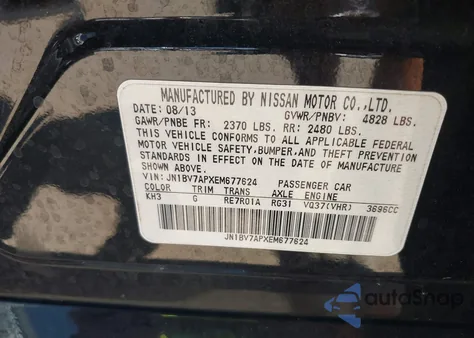 MANUFACTURED BY NISSAN MOTOR CO.,LTD.
DATE: 08/13 GVWR/PNBV: 4828 LBS.
GAWR/PNBE FR: 2370 LBS. RR: 2480 LBS.
THIS VEHICLE CONFORMS TO ALL APPLICABLE FEDERAL
MOTOR VEHICLE SAFETY,BUMPER,AND THEFT PREVENTION
STANDARDS IN EFFECT ON THE DATE OF MANUFACTURE
SHOWN ABOVE.
VIN: JN1BV7APXEM677624 PASSENGER CAR
COLOR TRIM TRANS AXLE ENGINE
KH3 G RE7R01A RG31 VQ37(VHR) 3696CC
JN1BV7APXEM677624
autoSnap